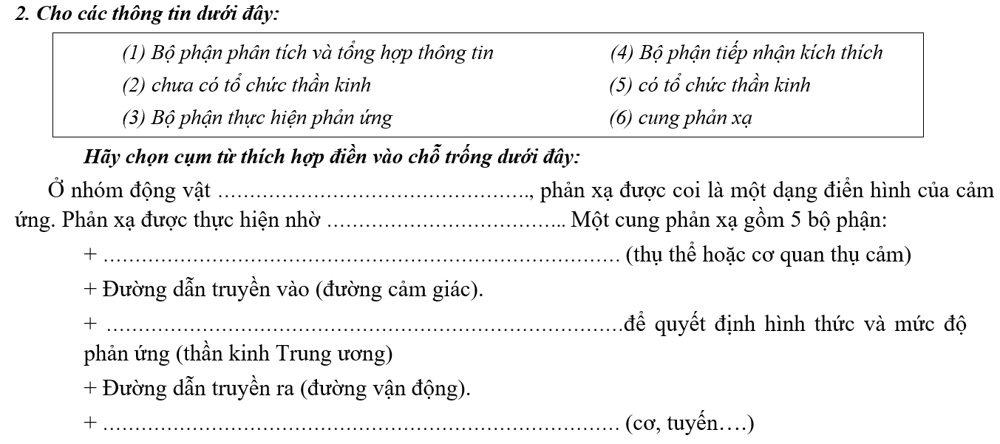 2. Cho các thông tin dưới đây:
(1) Bộ phận phân tích và tổng hợp thông tin (4) Bộ phận tiếp nhận kích thích
(2) chưa có tổ chức thần kinh (5) có tổ chức thần kinh
(3) Bộ phận thực hiện phản ứng (6) cung phản xạ
Hãy chọn cụm từ thích hợp điền vào chỗ trống dưới đây:
Ở nhóm động vật ……………………………………….., phản xạ được coi là một dạng điển hình của cảm
ứng. Phản xạ được thực hiện nhờ …………………………….. Một cung phản xạ gồm 5 bộ phận:
+ …………………………………………………………………… (thụ thể hoặc cơ quan thụ cảm)
+ Đường dẫn truyền vào (đường cảm giác).
+ ……………………………………………………………………để quyết định hình thức và mức độ
phản ứng (thần kinh Trung ương)
+ Đường dẫn truyền ra (đường vận động).
+ …………………………………………………………………… (cơ, tuyến….)